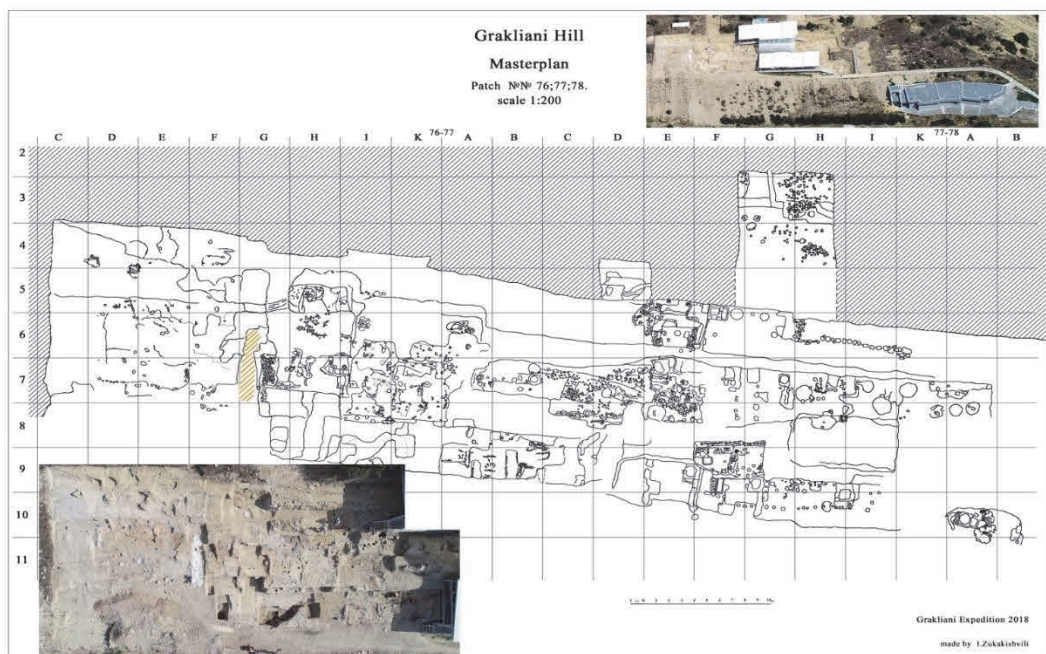 Grakliani Hill
Masterplan
Patch №№ 76;77;78.
scale 1:200
76-77
77-78
C D E F G H I K A B C D E F G H I K A B
2
3
4
5
6
7
8
9
10
11
Grakliani Expedition 2018
made by I.Zukakishvili